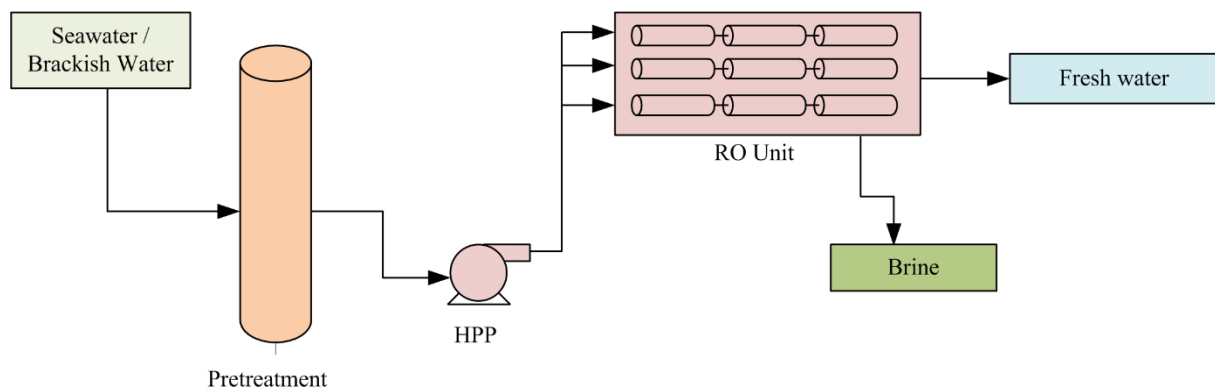 Seawater /
Brackish Water
Pretreatment
HPP
RO Unit
Fresh water
Brine